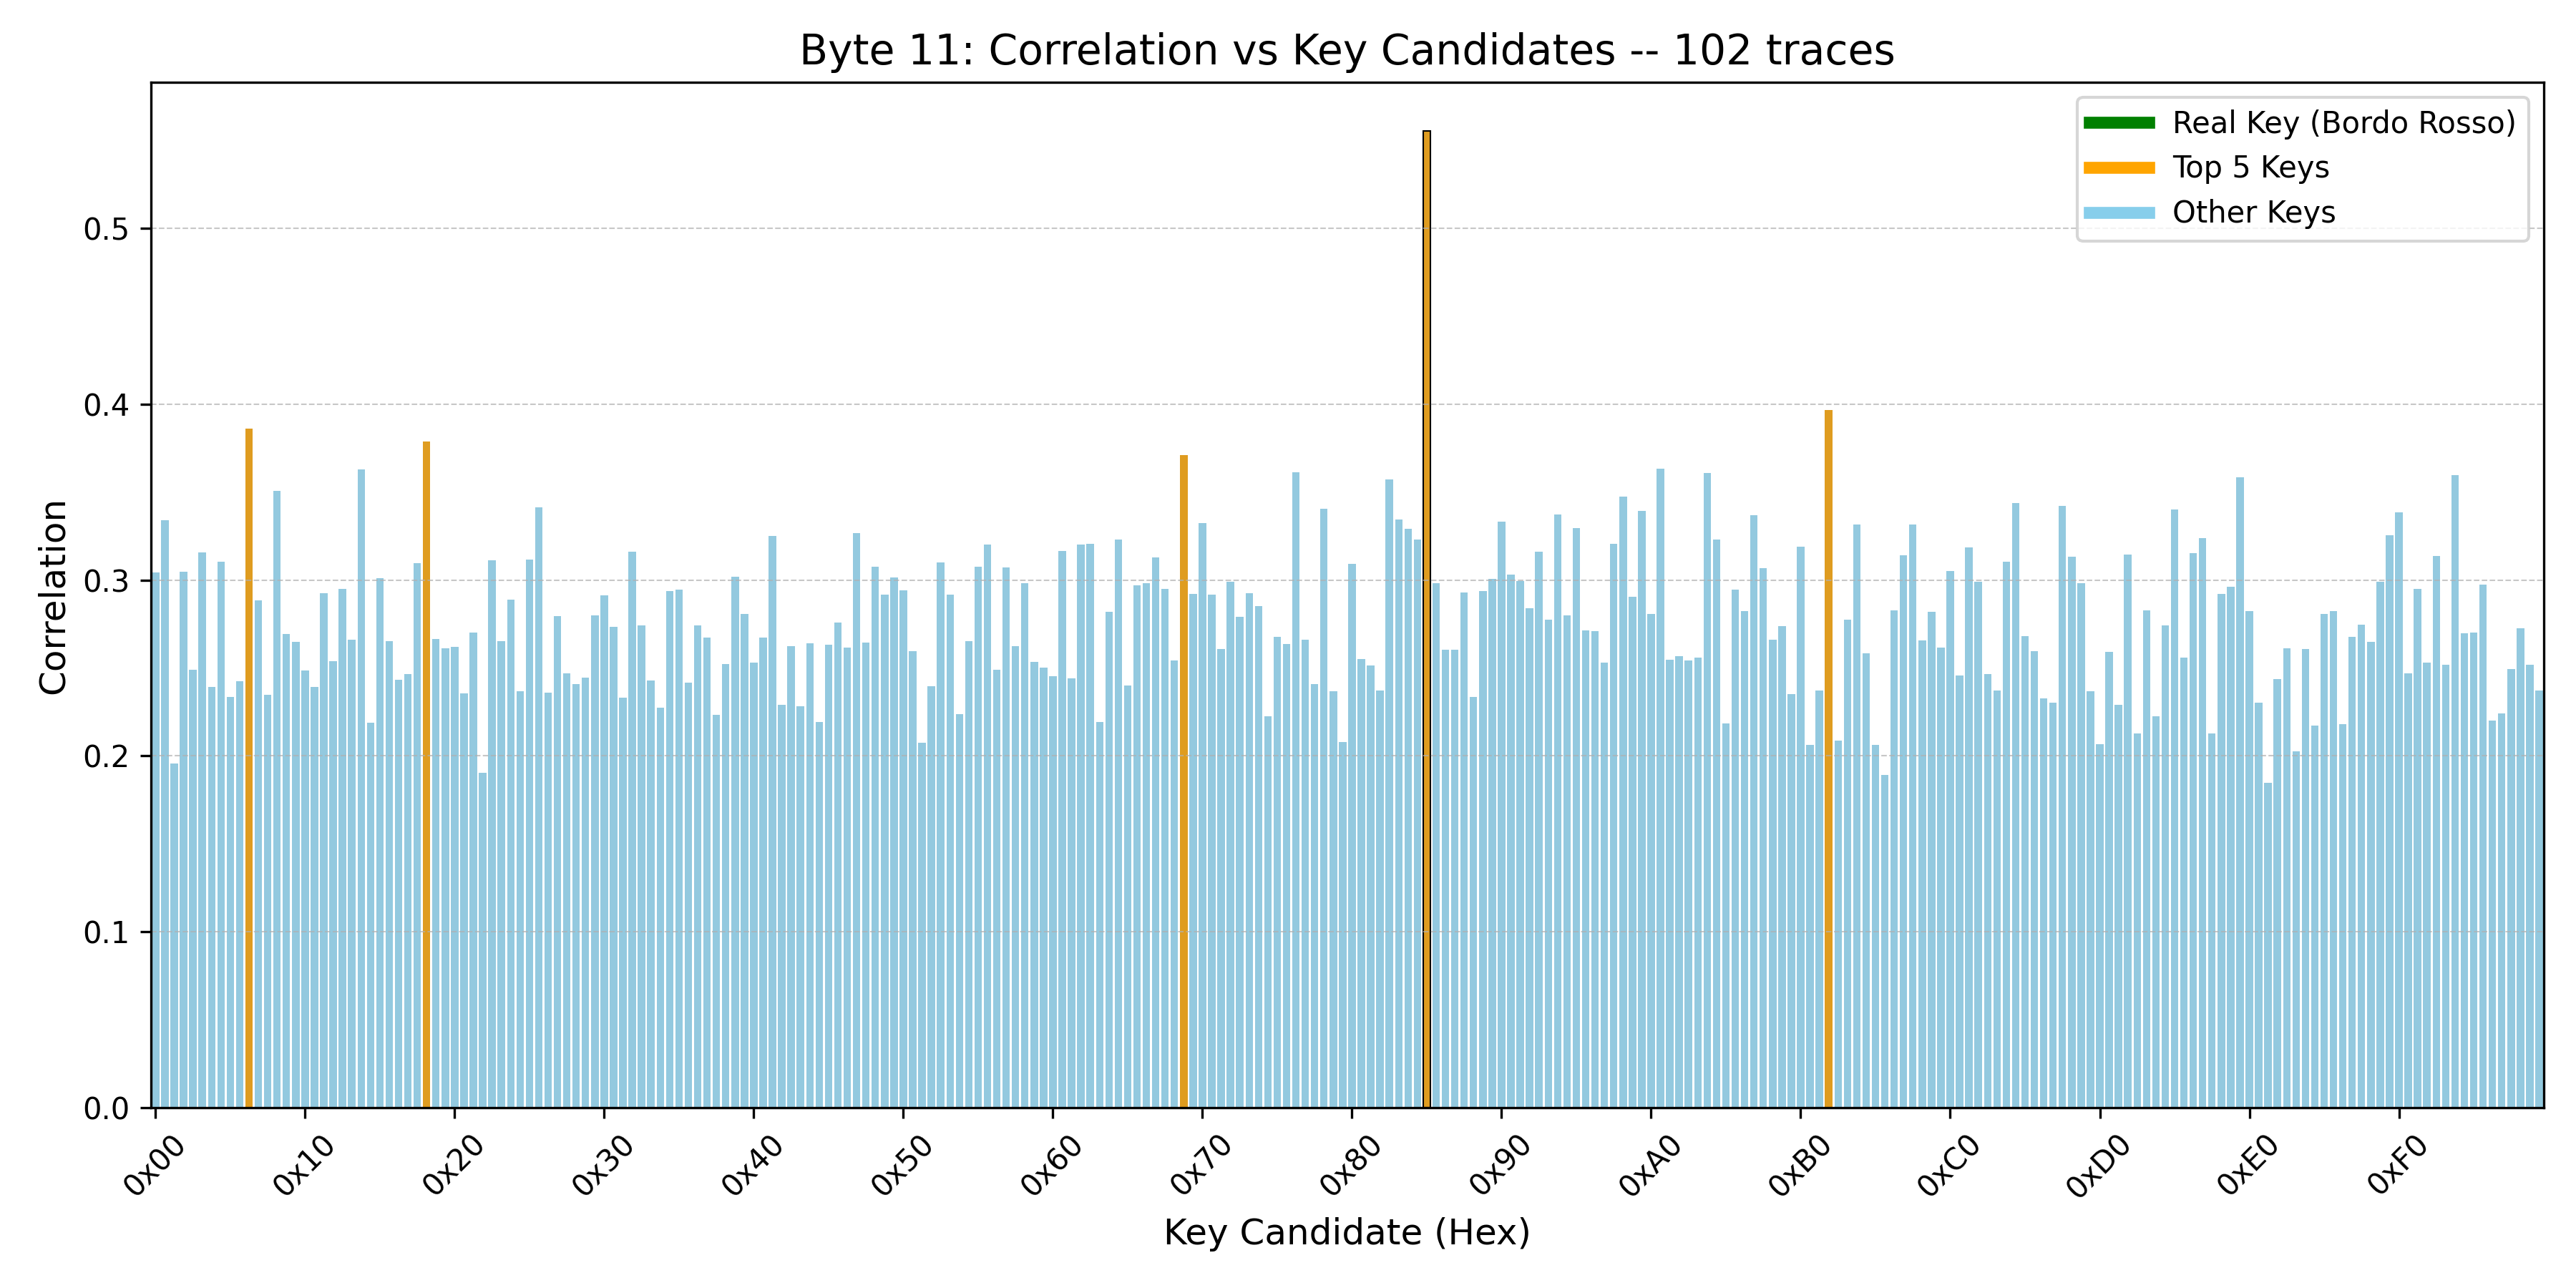 Byte 11: Correlation vs Key Candidates -- 102 traces
Real Key (Bordo Rosso)
Top 5 Keys
Other Keys
Correlation
0.5
0.4
0.3
0.2
0.1
0.0
0x00 0x10 0x20 0x30 0x40 0x50 0x60 0x70 0x80 0x90 0xA0 0xB0 0xC0 0xD0 0xE0 0xF0
Key Candidate (Hex)